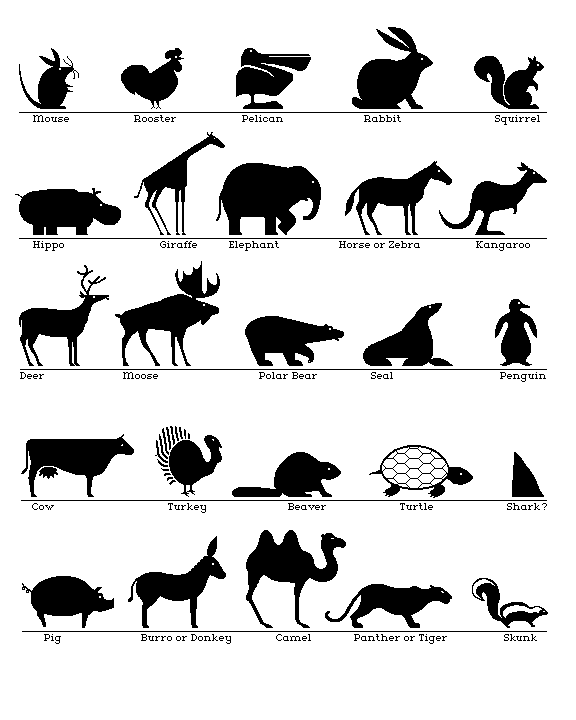 Mouse Rooster Pelican Rabbit Squirrel
Hippo Giraffe Elephant Horse or Zebra Kangaroo
Deer Moose Polar Bear Seal Penguin
Cow Turkey Beaver Turtle Shark?
Pig Burro or Donkey Camel Panther or Tiger Skunk